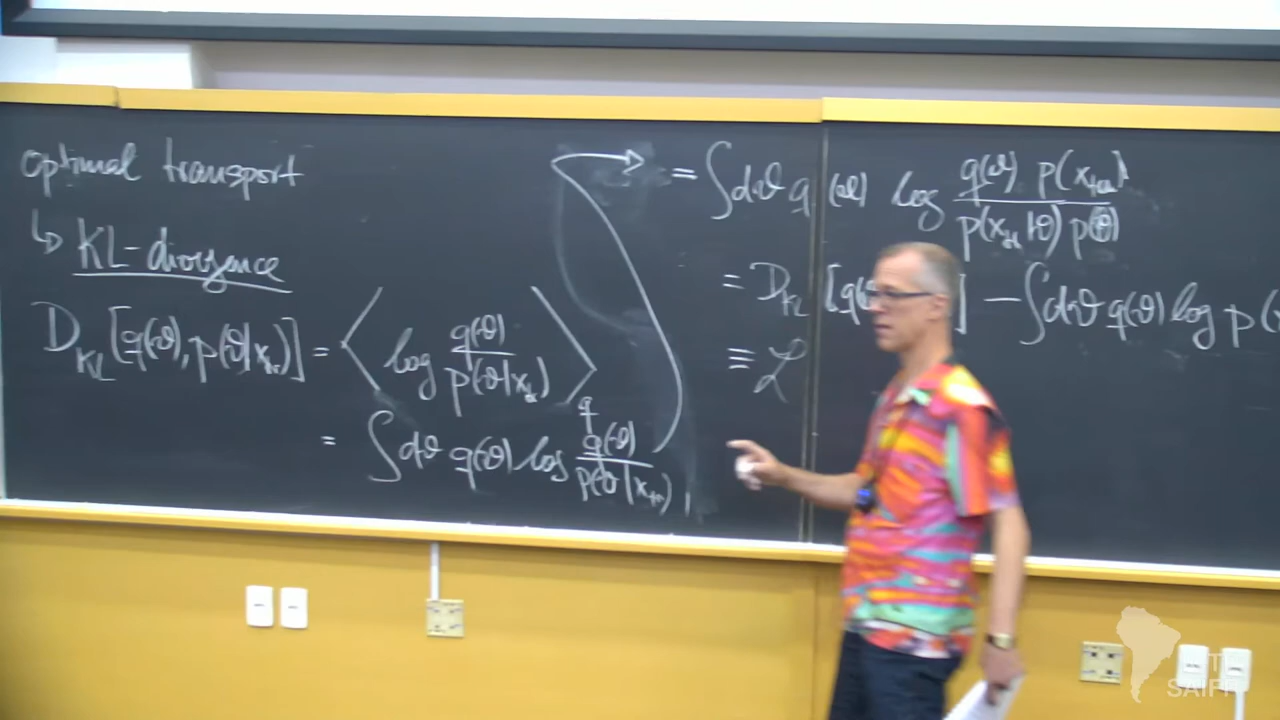 optimal transport
↳ KL-divergence
D_KL[q(ϑ), p(ϑ|x_tr)] = ⟨ log q(ϑ) / p(ϑ|x_tr) ⟩_q
= ∫dϑ q(ϑ) log q(ϑ) / p(ϑ|x_tr)
= ∫dϑ q(ϑ) log q(ϑ) p(x_tr) / p(x_tr|ϑ) p(ϑ)
= D_KL [q(ϑ ] − ∫dϑ q(ϑ) log p(x
≡ ℒ
SAIFR